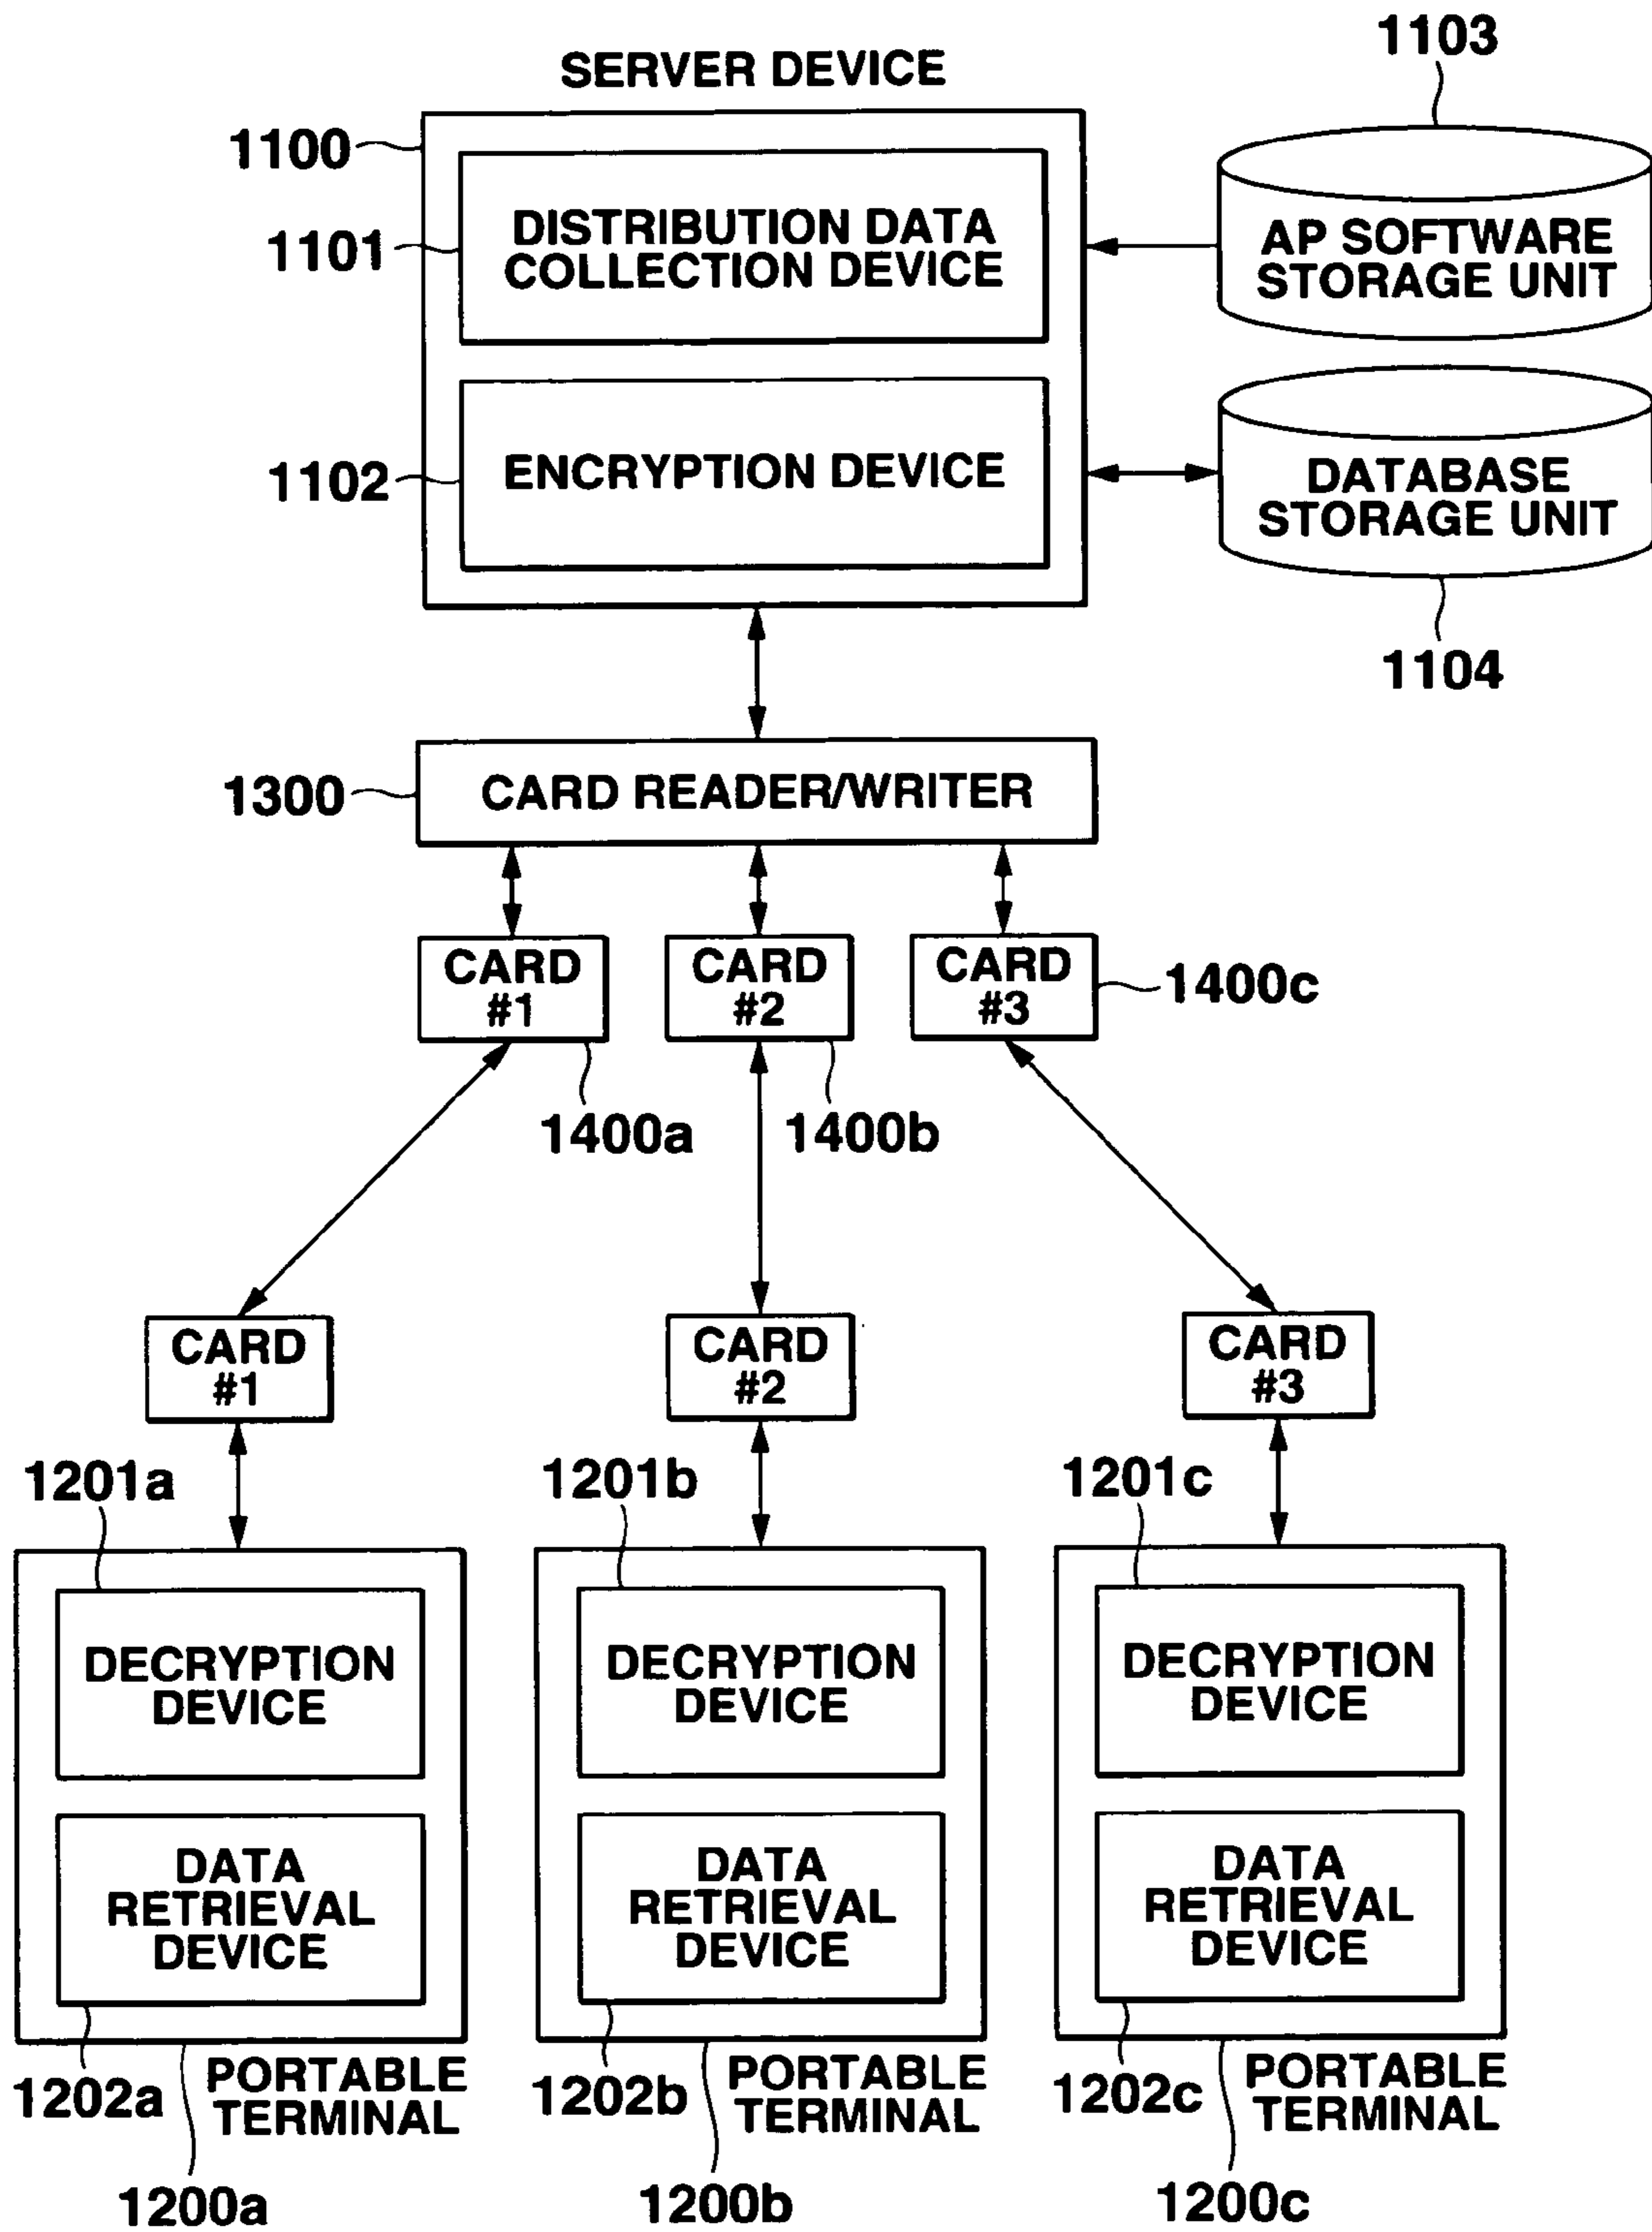 1103
SERVER DEVICE
1100
1101
DISTRIBUTION DATA
COLLECTION DEVICE
AP SOFTWARE
STORAGE UNIT
1102
ENCRYPTION DEVICE
DATABASE
STORAGE UNIT
1104
1300
CARD READER/WRITER
CARD
#1
CARD
#2
CARD
#3
1400c
1400a
1400b
CARD
#1
CARD
#2
CARD
#3
1201a
1201b
1201c
DECRYPTION
DEVICE
DECRYPTION
DEVICE
DECRYPTION
DEVICE
DATA
RETRIEVAL
DEVICE
DATA
RETRIEVAL
DEVICE
DATA
RETRIEVAL
DEVICE
1202a
PORTABLE
TERMINAL
1202b
PORTABLE
TERMINAL
1202c
PORTABLE
TERMINAL
1200a
1200b
1200c